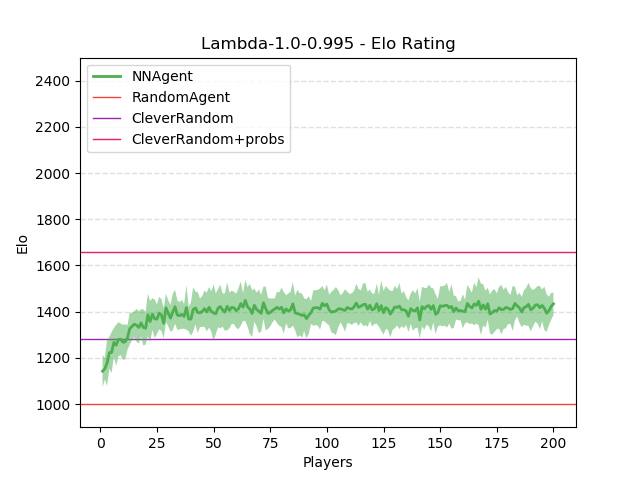 Lambda-1.0-0.995 - Elo Rating
NNAgent
RandomAgent
CleverRandom
CleverRandom+probs
2400
2200
2000
1800
1600
1400
1200
1000
Elo
0 25 50 75 100 125 150 175 200
Players